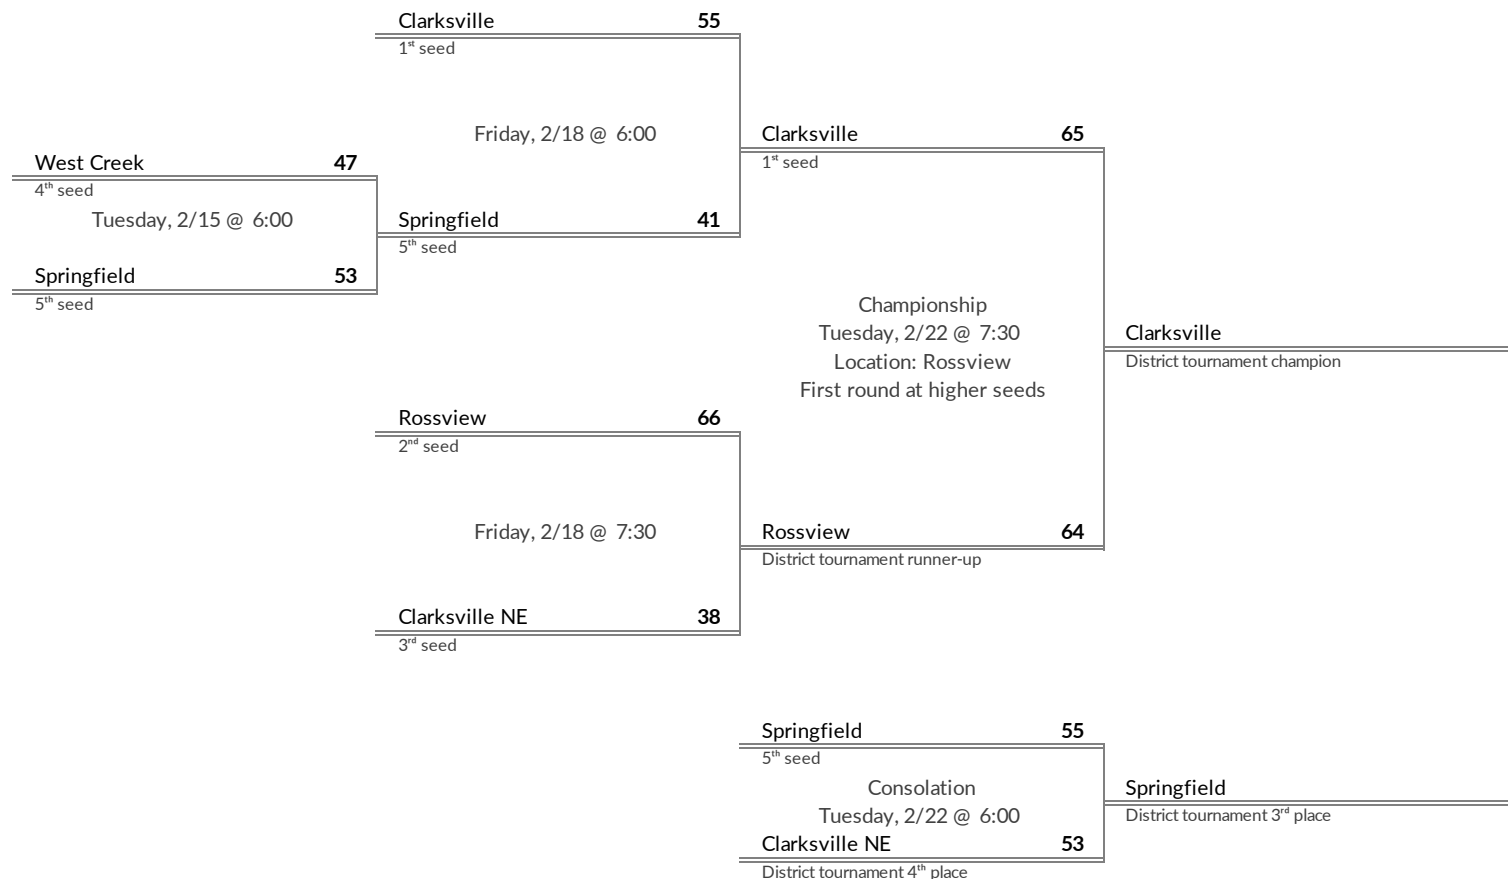 Clarksville 55
1st seed
Friday, 2/18 @ 6:00
Clarksville 65
1st seed
West Creek 47
4th seed
Tuesday, 2/15 @ 6:00
Springfield 41
5th seed
Springfield 53
5th seed
Championship
Tuesday, 2/22 @ 7:30
Location: Rossview
First round at higher seeds
Clarksville
District tournament champion
Rossview 66
2nd seed
Friday, 2/18 @ 7:30
Rossview 64
District tournament runner-up
Clarksville NE 38
3rd seed
Springfield 55
5th seed
Consolation
Tuesday, 2/22 @ 6:00
Springfield
District tournament 3rd place
Clarksville NE 53
District tournament 4th place